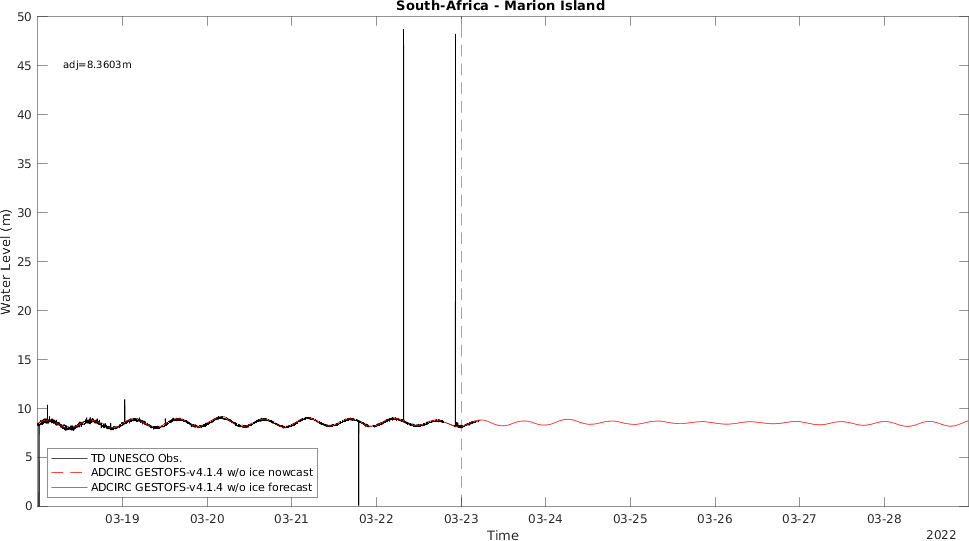 South-Africa - Marion Island
50
45
40
35
30
25
20
15
10
5
0
Water Level (m)
adj=8.3603m
TD UNESCO Obs.
ADCIRC GESTOFS-v4.1.4 w/o ice nowcast
ADCIRC GESTOFS-v4.1.4 w/o ice forecast
03-19 03-20 03-21 03-22 03-23 03-24 03-25 03-26 03-27 03-28
Time
2022